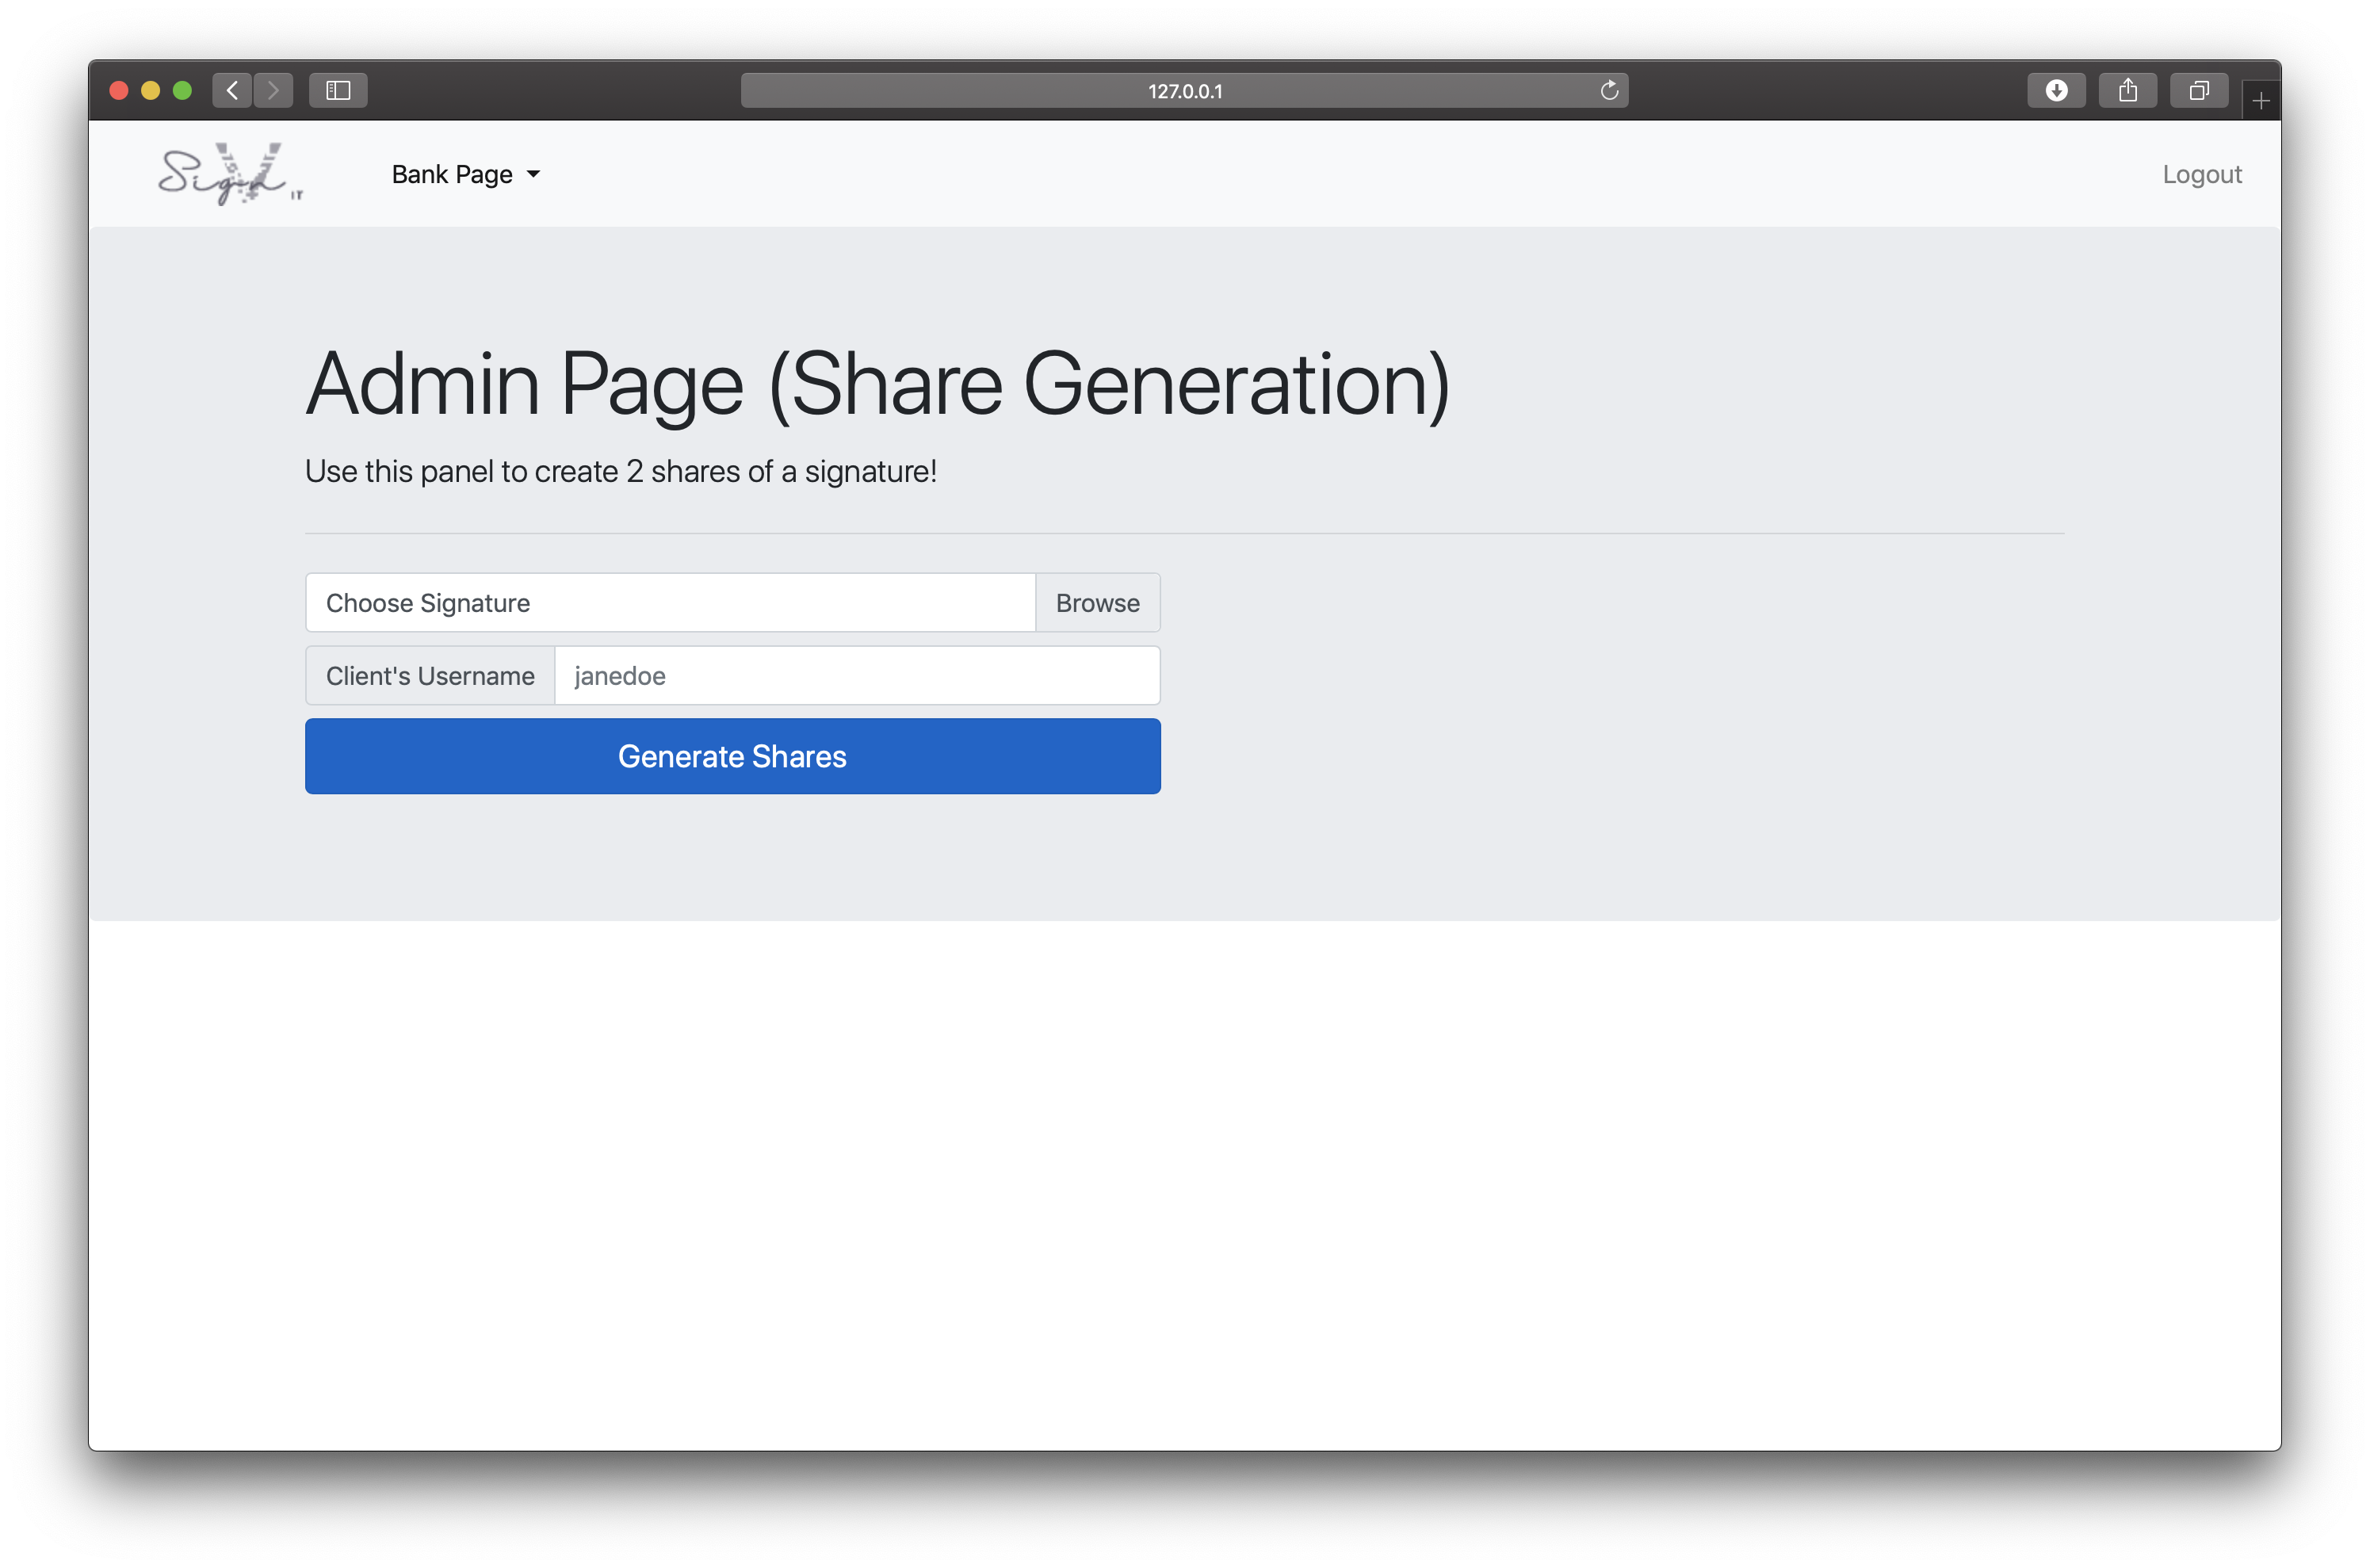 127.0.0.1
Sign
Bank Page
Logout
Admin Page (Share Generation)
Use this panel to create 2 shares of a signature!
Choose Signature
Browse
Client's Username
janedoe
Generate Shares